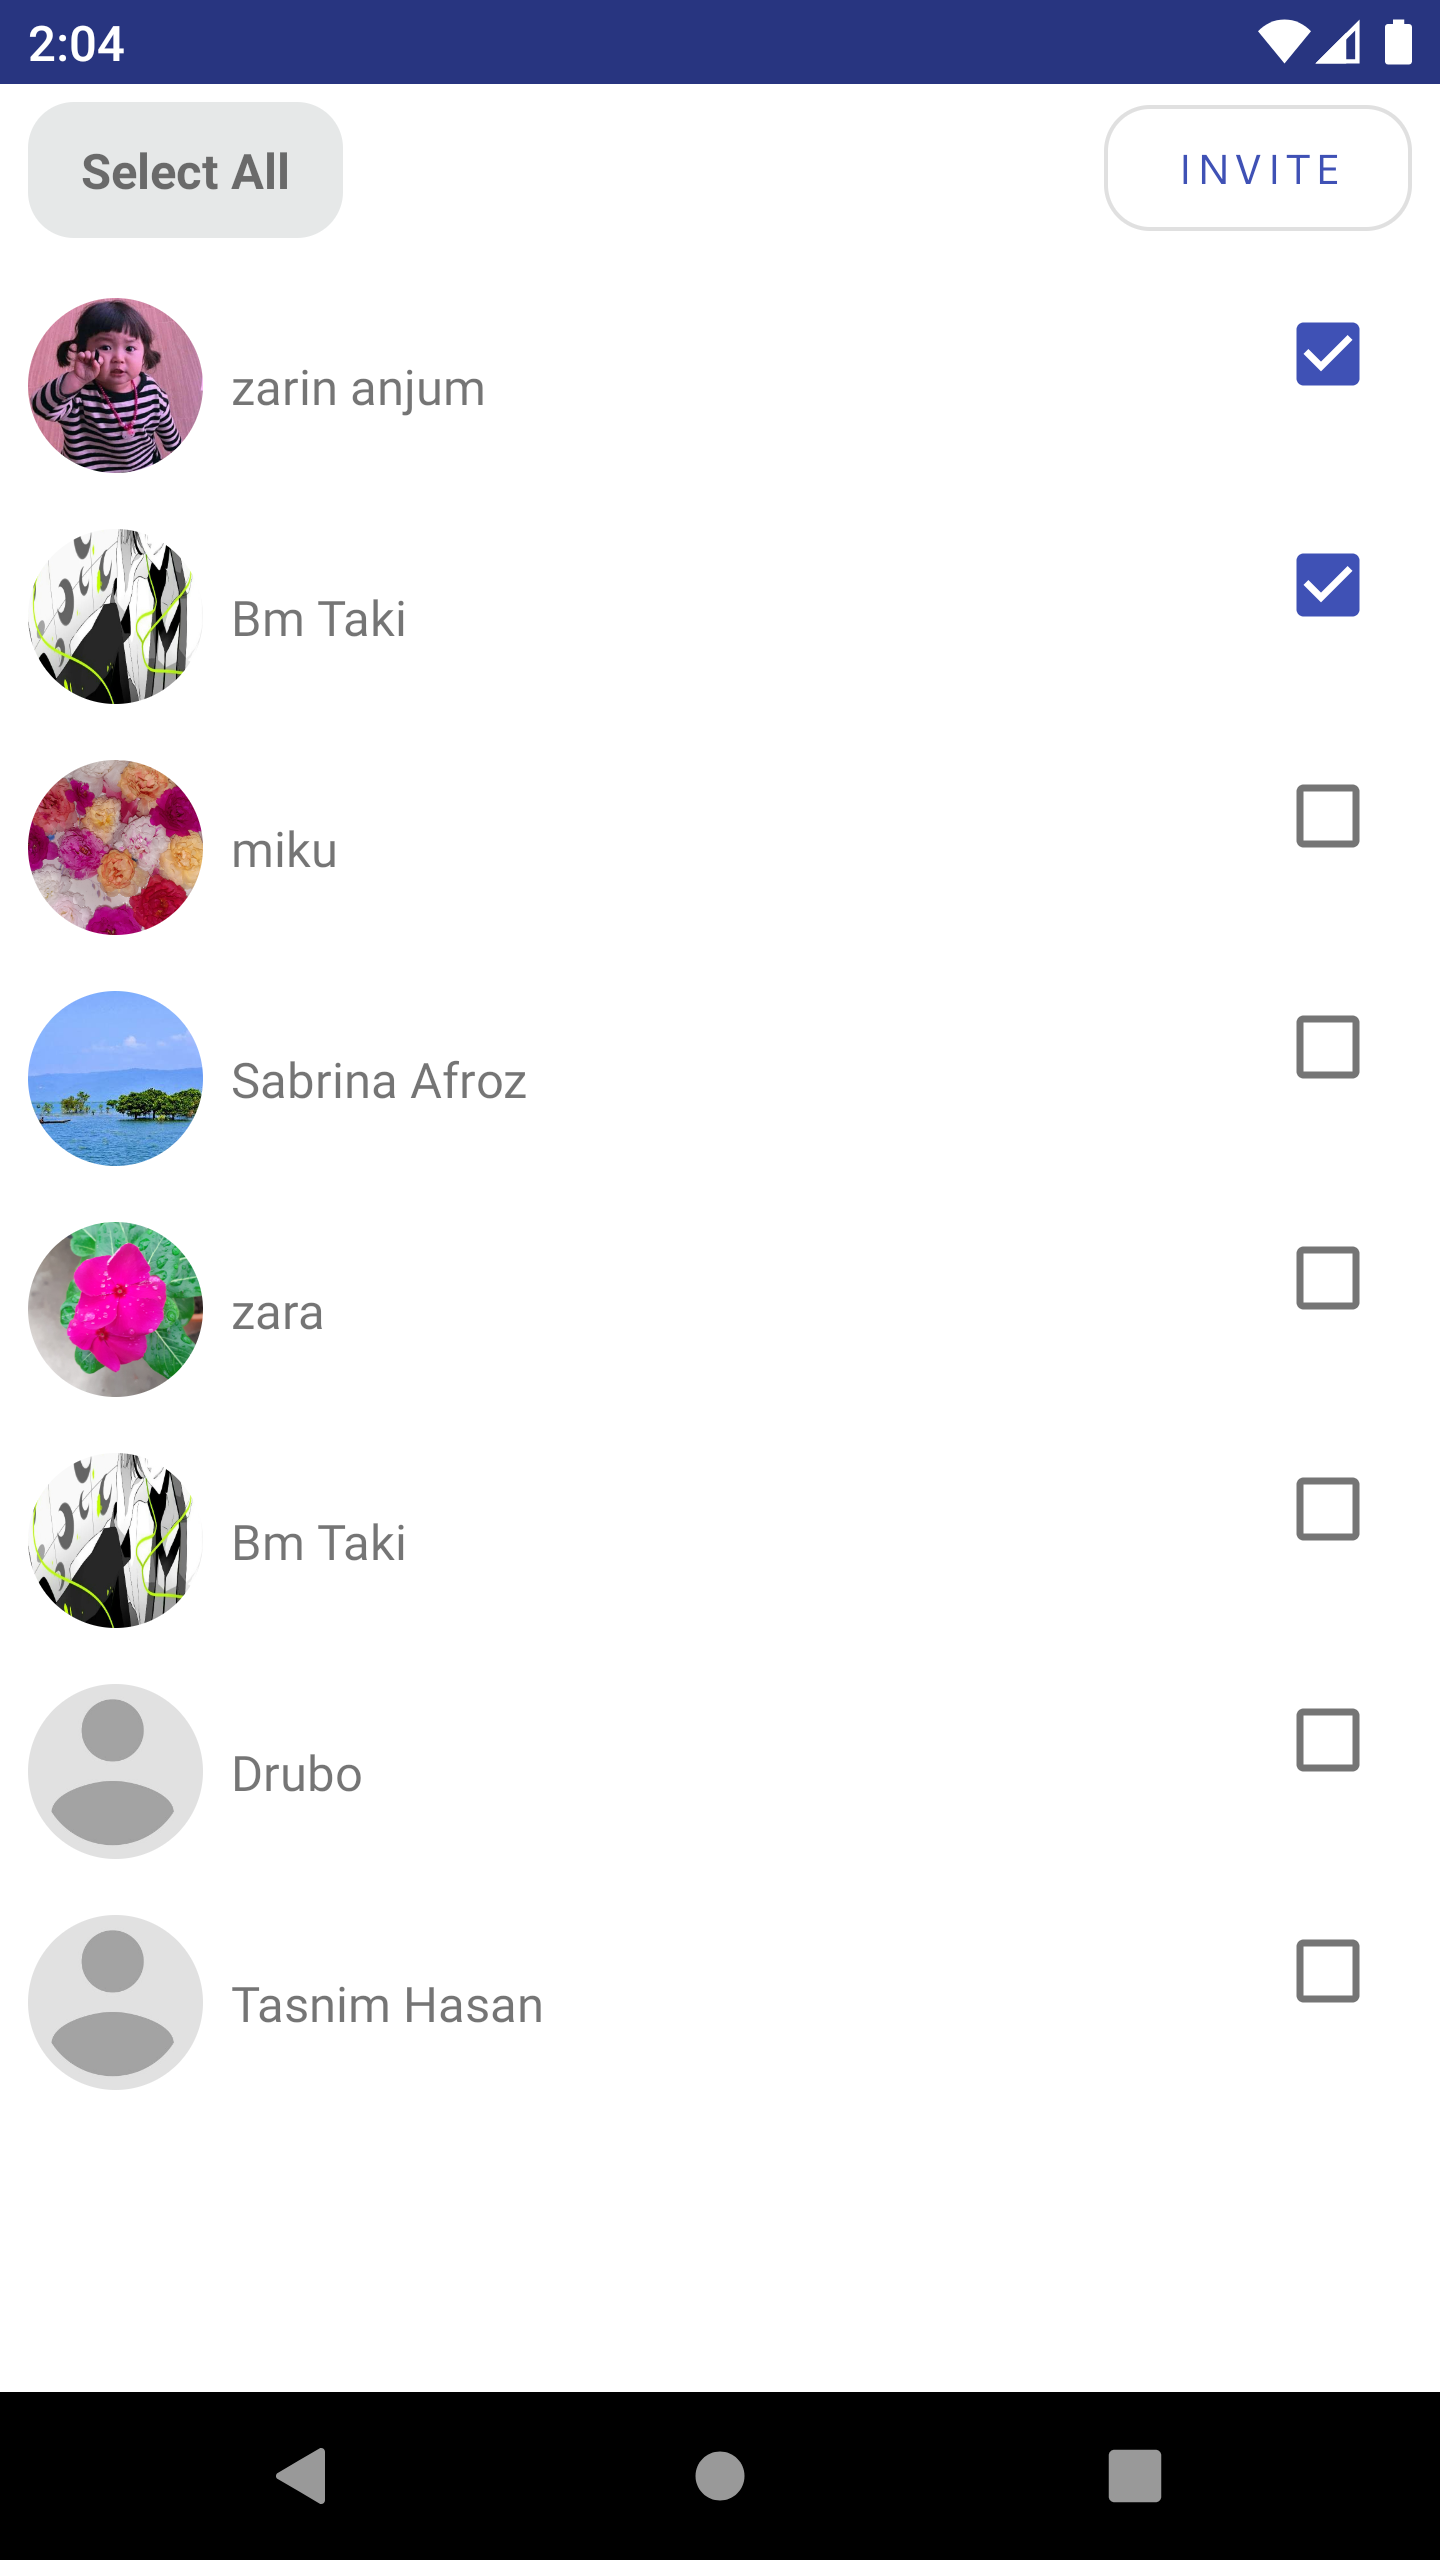 2:04
Select All
INVITE
zarin anjum
Bm Taki
miku
Sabrina Afroz
zara
Bm Taki
Drubo
Tasnim Hasan